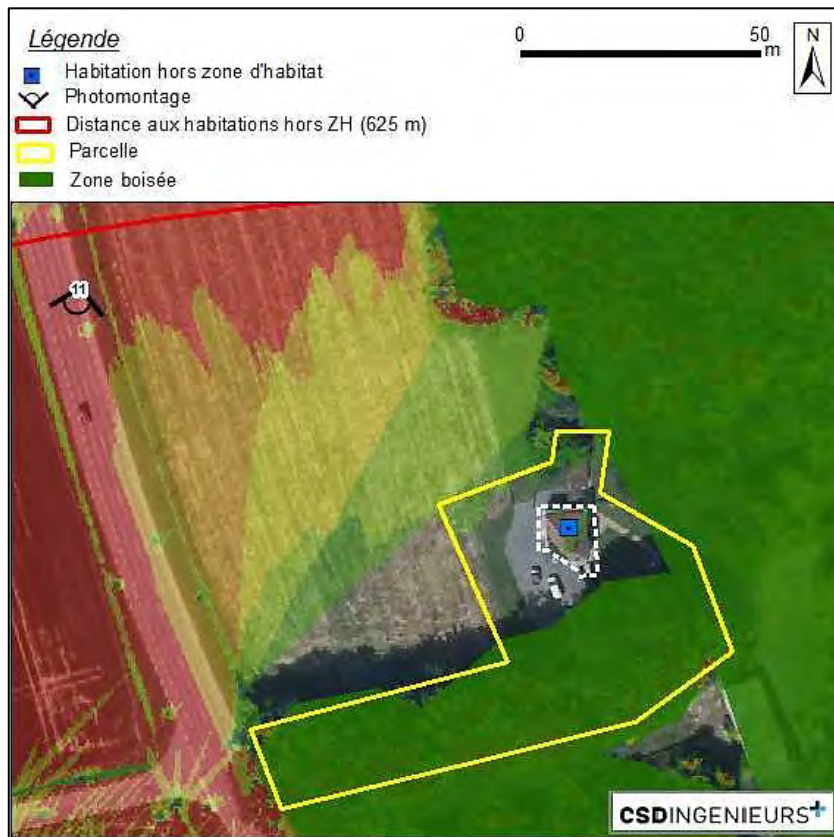 Légende
Habitation hors zone d'habitat
Photomontage
Distance aux habitations hors ZH (625 m)
Parcelle
Zone boisée
0 50
m
N
11
CSDINGENIEURS+